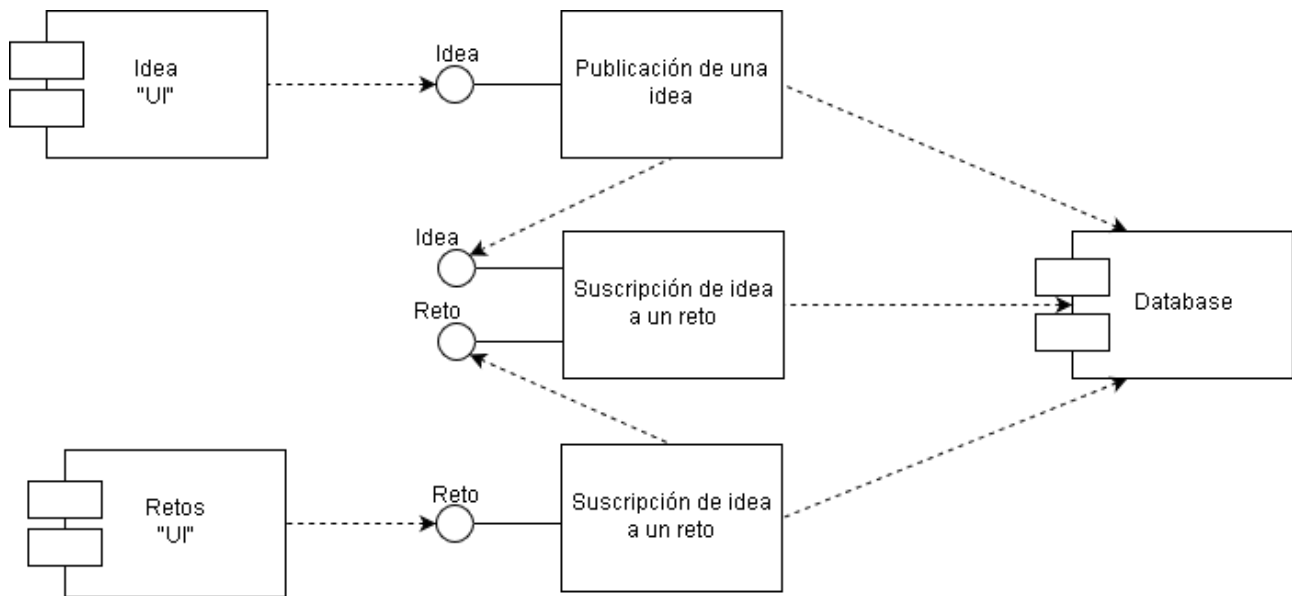 Idea
"UI"
Idea
Publicación de una
idea
Idea
Reto
Suscripción de idea
a un reto
Database
Retos
"UI"
Reto
Suscripción de idea
a un reto